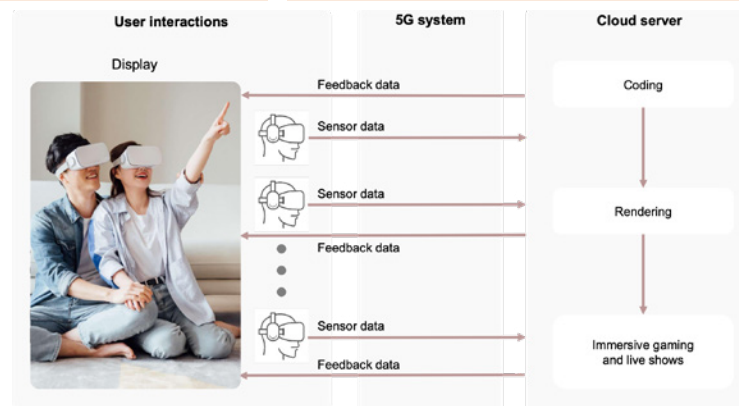 User interactions
5G system
Cloud server
Display
Feedback data
Coding
Sensor data
Sensor data
Rendering
Feedback data
Sensor data
Immersive gaming
and live shows
Feedback data